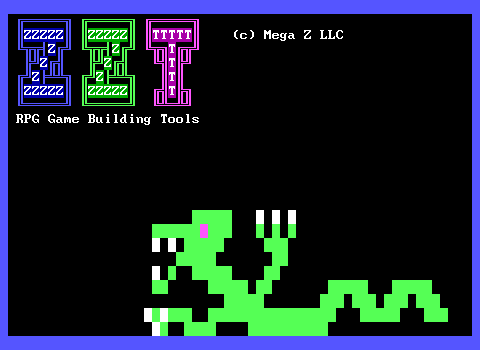 ZZZZZ ZZZZZ TTTTT (c) Mega Z LLC
Z Z T
Z Z T
Z Z T
ZZZZZ ZZZZZ T
RPG Game Building Tools